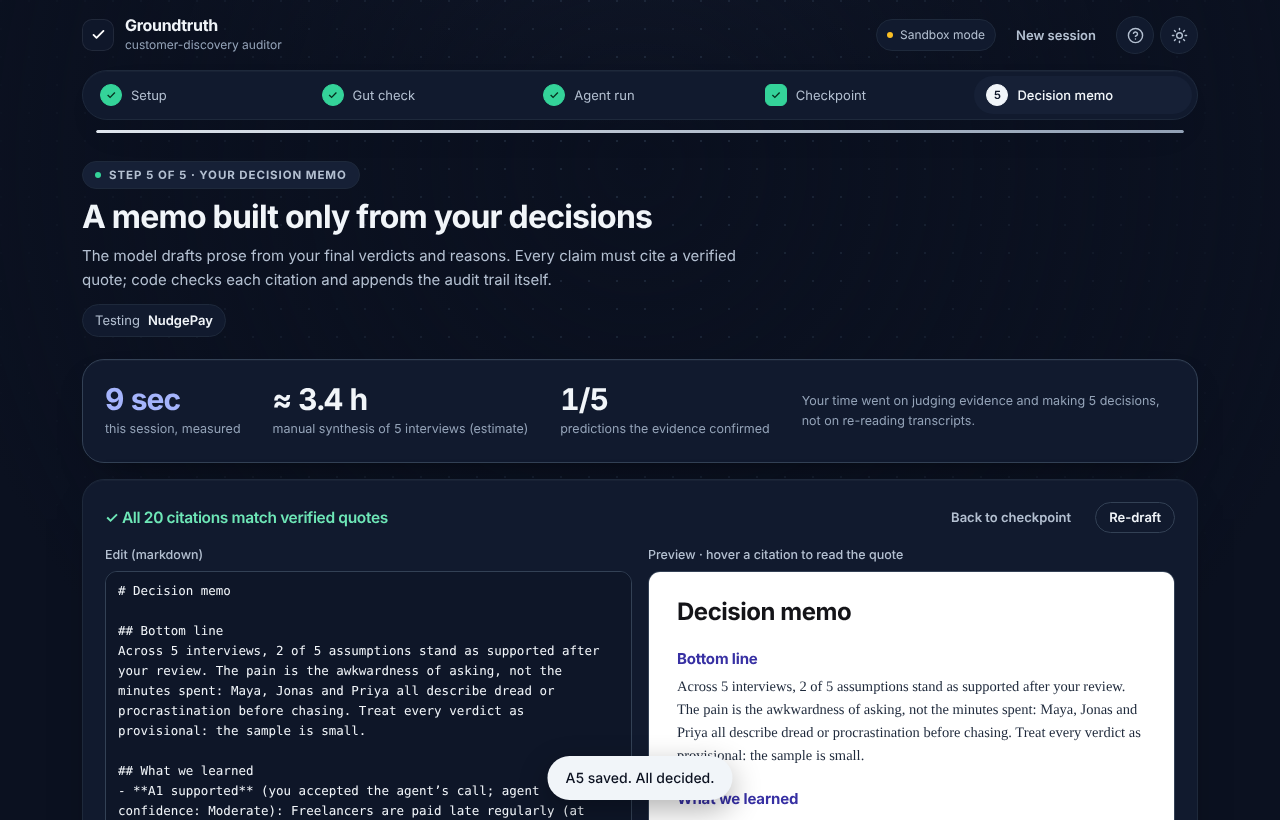 Groundtruth
customer-discovery auditor
Sandbox mode
New session
Setup
Gut check
Agent run
Checkpoint
5 Decision memo
STEP 5 OF 5 · YOUR DECISION MEMO
A memo built only from your decisions
The model drafts prose from your final verdicts and reasons. Every claim must cite a verified
quote; code checks each citation and appends the audit trail itself.
Testing NudgePay
9 sec
this session, measured
≈ 3.4 h
manual synthesis of 5 interviews (estimate)
1/5
predictions the evidence confirmed
Your time went on judging evidence and making 5 decisions,
not on re-reading transcripts.
✓ All 20 citations match verified quotes
Back to checkpoint
Re-draft
Edit (markdown)
# Decision memo
## Bottom line
Across 5 interviews, 2 of 5 assumptions stand as supported after
your review. The pain is the awkwardness of asking, not the
minutes spent: Maya, Jonas and Priya all describe dread or
procrastination before chasing. Treat every verdict as
provisional: the sample is small.
## What we learned
- **A1 supported** (you accepted the agent's call; agent
confidence: Moderate): Freelancers are paid late regularly (at
Preview · hover a citation to read the quote
Decision memo
Bottom line
Across 5 interviews, 2 of 5 assumptions stand as supported after your review.
The pain is the awkwardness of asking, not the minutes spent: Maya, Jonas and
Priya all describe dread or procrastination before chasing. Treat every verdict as
provisional: the sample is small.
What we learned
A5 saved. All decided.